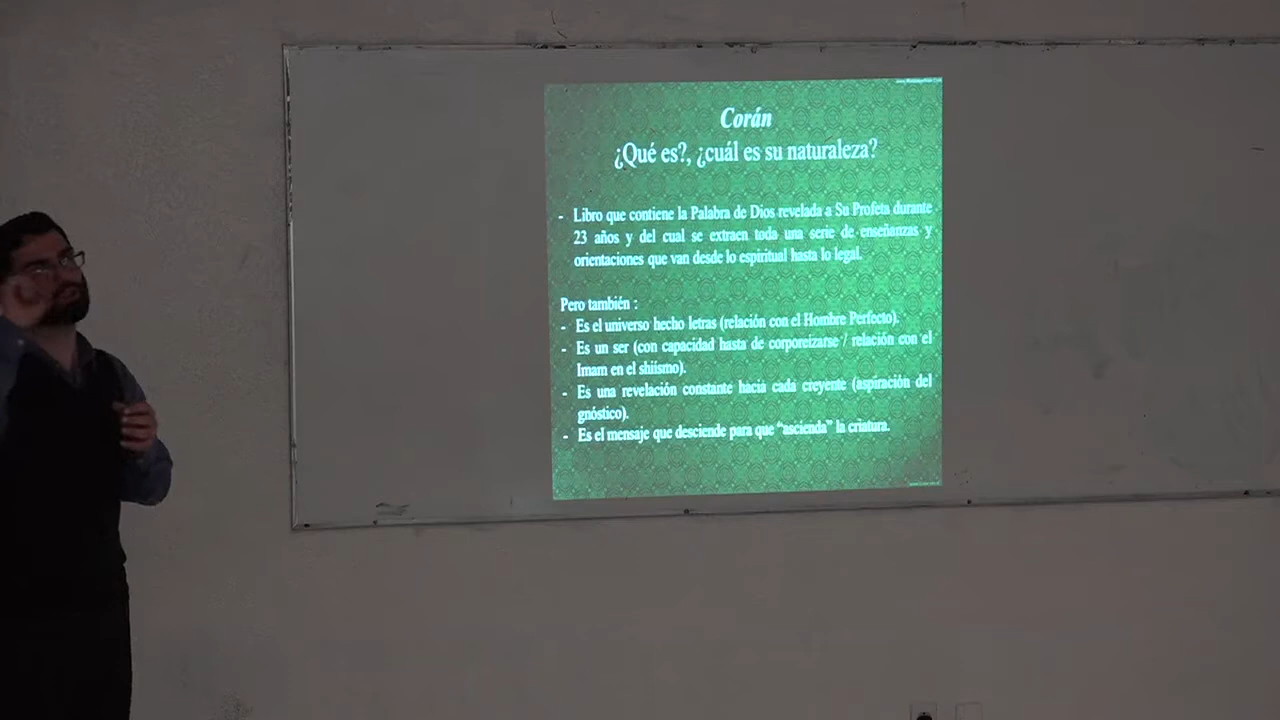 Corán
¿Qué es?, ¿cuál es su naturaleza?
- Libro que contiene la Palabra de Dios revelada a Su Profeta durante
23 años y del cual se extraen toda una serie de enseñanzas y
orientaciones que van desde lo espiritual hasta lo legal.
Pero también :
- Es el universo hecho letras (relación con el Hombre Perfecto).
- Es un ser (con capacidad hasta de corporeizarse / relación con el
Imam en el shiismo).
- Es una revelación constante hacia cada creyente (aspiración del
gnóstico).
- Es el mensaje que desciende para que “ascienda” la criatura.